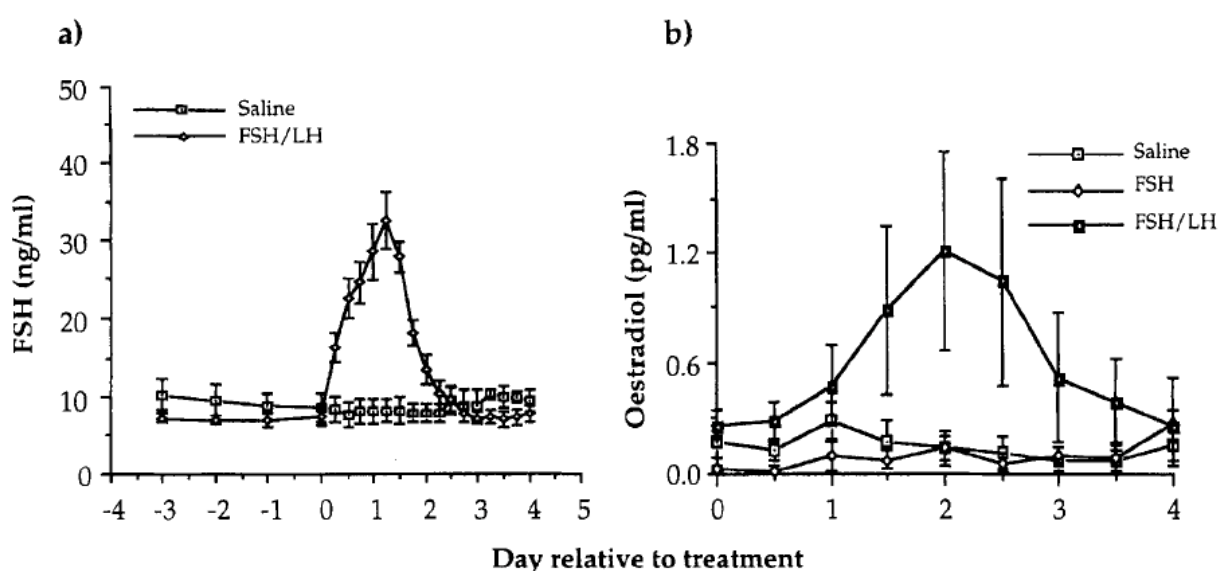 a)
FSH (ng/ml)
50
40
30
20
10
0
Saline
FSH/LH
-4 -3 -2 -1 0 1 2 3 4 5
b)
Oestradiol (pg/ml)
1.8
1.2
0.6
0.0
Saline
FSH
FSH/LH
0 1 2 3 4
Day relative to treatment